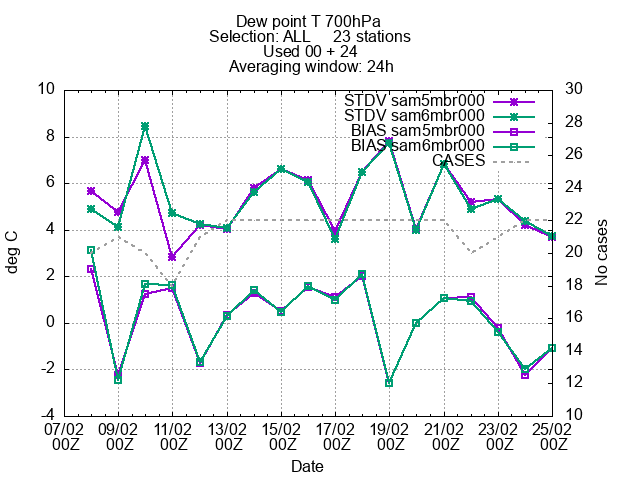 Dew point T 700hPa
Selection: ALL 23 stations
Used 00 + 24
Averaging window: 24h
STDV sam5mbr000
STDV sam6mbr000
BIAS sam5mbr000
BIAS sam6mbr000
CASES
deg C
10
8
6
4
2
0
-2
-4
No cases
30
28
26
24
22
20
18
16
14
12
10
07/02 09/02 11/02 13/02 15/02 17/02 19/02 21/02 23/02 25/02
00Z 00Z 00Z 00Z 00Z 00Z 00Z 00Z 00Z 00Z
Date